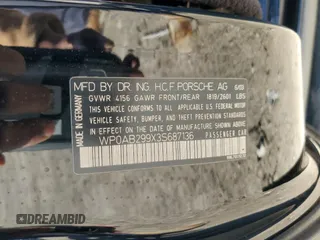 MFD BY DR. ING. H.C.F. PORSCHE AG
GVWR 4156 GAWR FRONT/REAR 1819/2601 LBS
THIS VEHICLE CONFORMS TO ALL APPLICABLE U.S. FEDERAL MOTOR
VEHICLE SAFETY, BUMPER, AND THEFT PREVENTION STANDARDS IN
EFFECT ON THE DATE OF MANUFACTURE SHOWN ABOVE.
WP0AB299X3S687136
PASSENGER CAR
MADE IN GERMANY
©DREAMBID